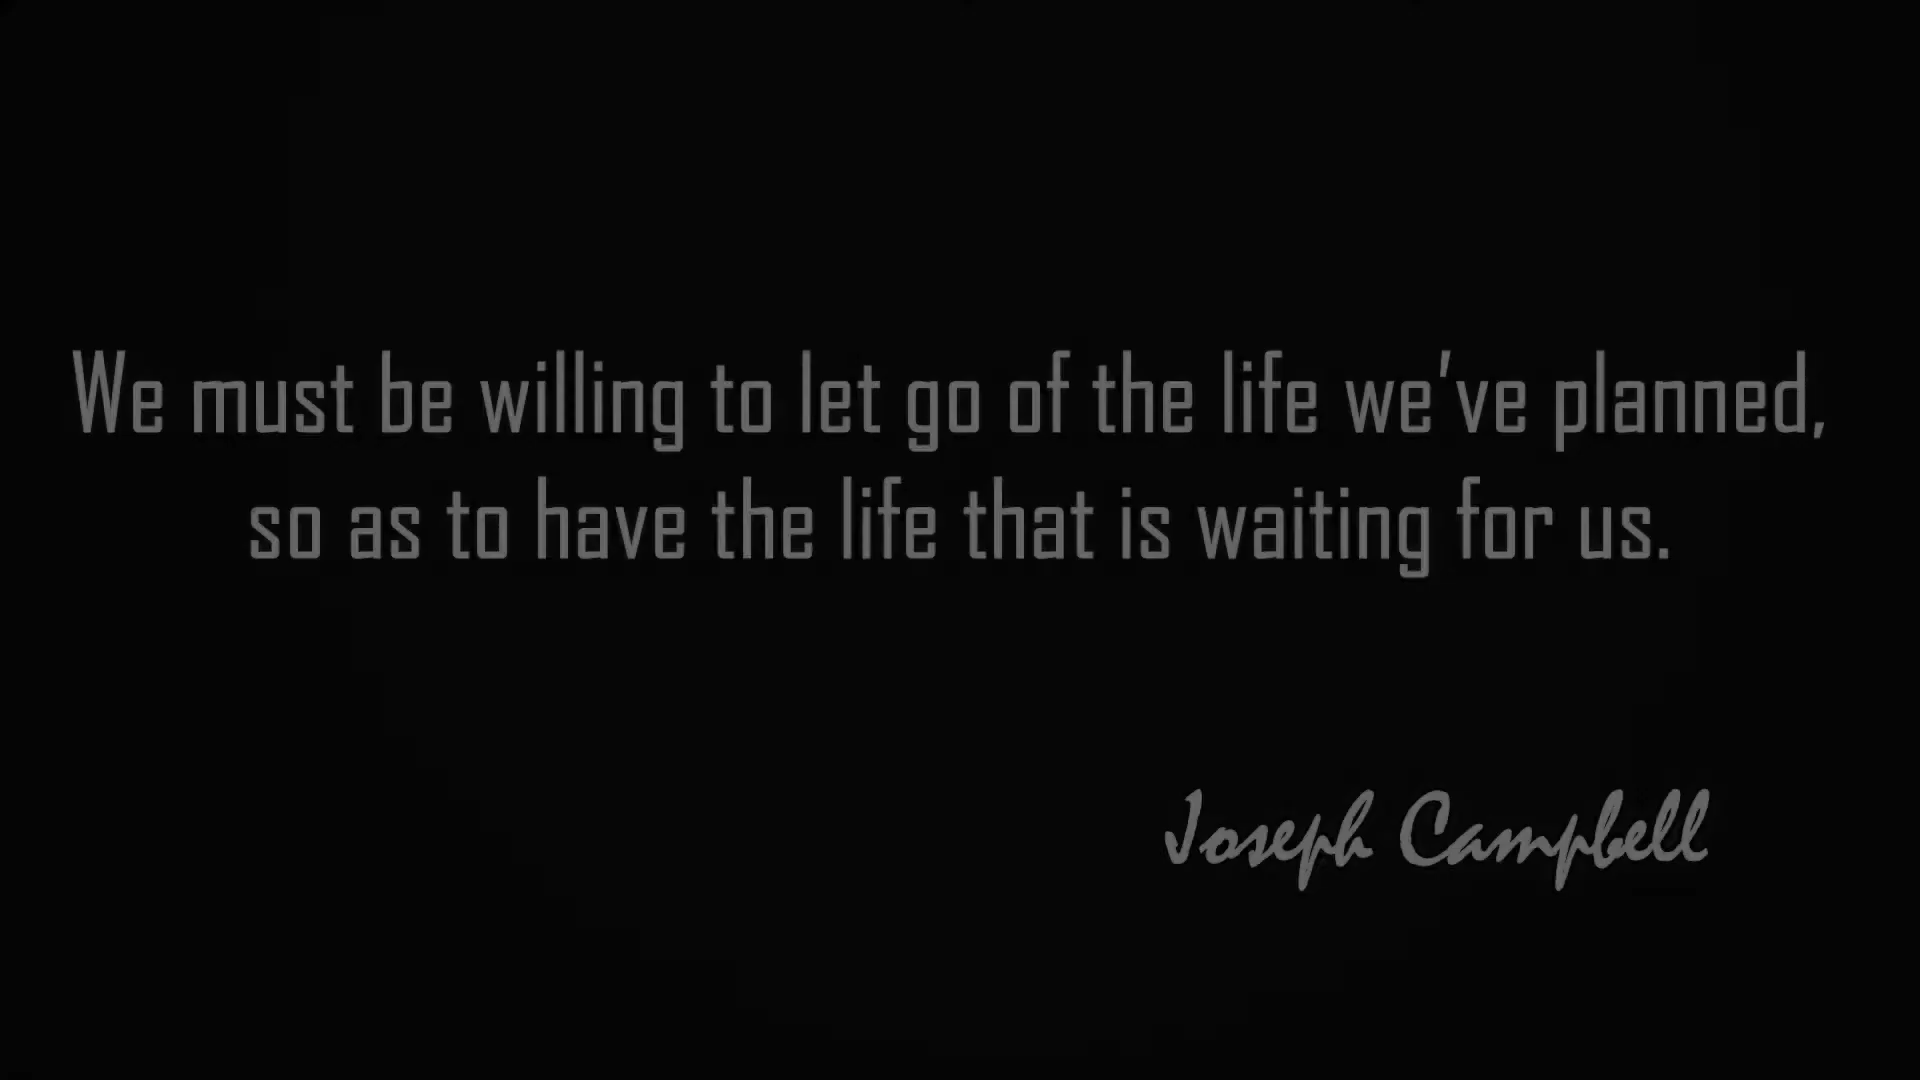 We must be willing to let go of the life we've planned,
so as to have the life that is waiting for us.
Joseph Campbell